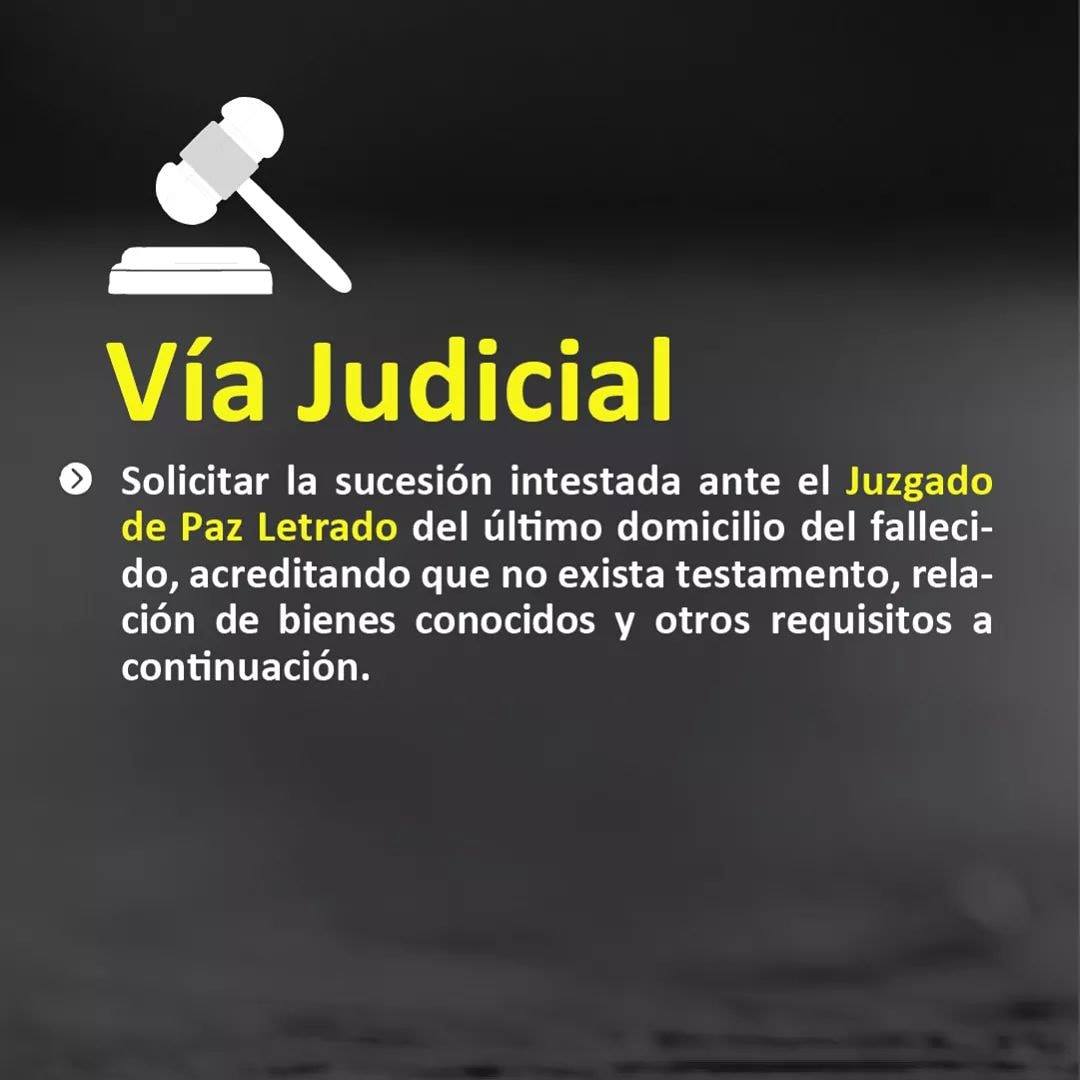 Vía Judicial
Solicitar la sucesión intestada ante el Juzgado
de Paz Letrado del último domicilio del falleci-
do, acreditando que no exista testamento, rela-
ción de bienes conocidos y otros requisitos a
continuación.